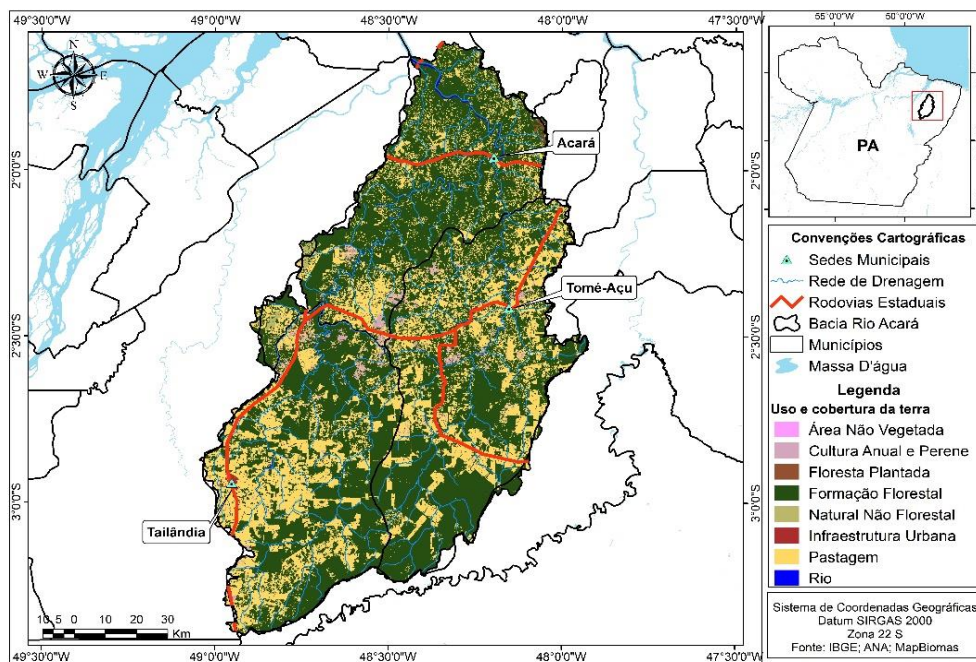 49°30'0"W
49°0'0"W
48°30'0"W
48°0'0"W
47°30'0"W
N
W
E
S
Acará
Tomé-Açu
Tailândia
2°0'0"S
2°30'0"S
3°0'0"S
2°0'0"S
2°30'0"S
3°0'0"S
10 5 0
10
20
30
Km
49°30'0"W
49°0'0"W
48°30'0"W
48°0'0"W
47°30'0"W
55°0'0"W
50°0'0"W
PA
Convenções Cartográficas
Sedes Municipais
Rede de Drenagem
Rodovias Estaduais
Bacia Rio Acará
Municípios
Massa D'água
Legenda
Uso e cobertura da terra
Área Não Vegetada
Cultura Anual e Perene
Floresta Plantada
Formação Florestal
Natural Não Florestal
Infraestrutura Urbana
Pastagem
Rio
Sistema de Coordenadas Geográficas
Datum SIRGAS 2000
Zona 22 S
Fonte: IBGE; ANA; MapBiomas